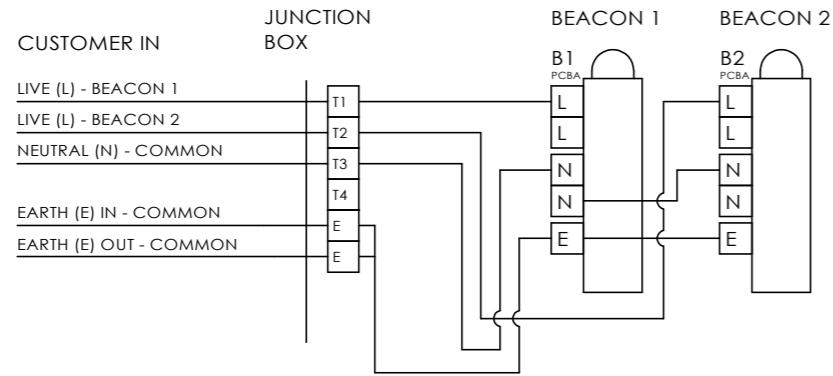 CUSTOMER IN
JUNCTION
BOX
BEACON 1
BEACON 2
LIVE (L) - BEACON 1
LIVE (L) - BEACON 2
NEUTRAL (N) - COMMON
EARTH (E) IN - COMMON
EARTH (E) OUT - COMMON
T1
T2
T3
T4
E
E
B1
PCBA
L
L
N
N
E
B2
PCBA
L
L
N
N
E